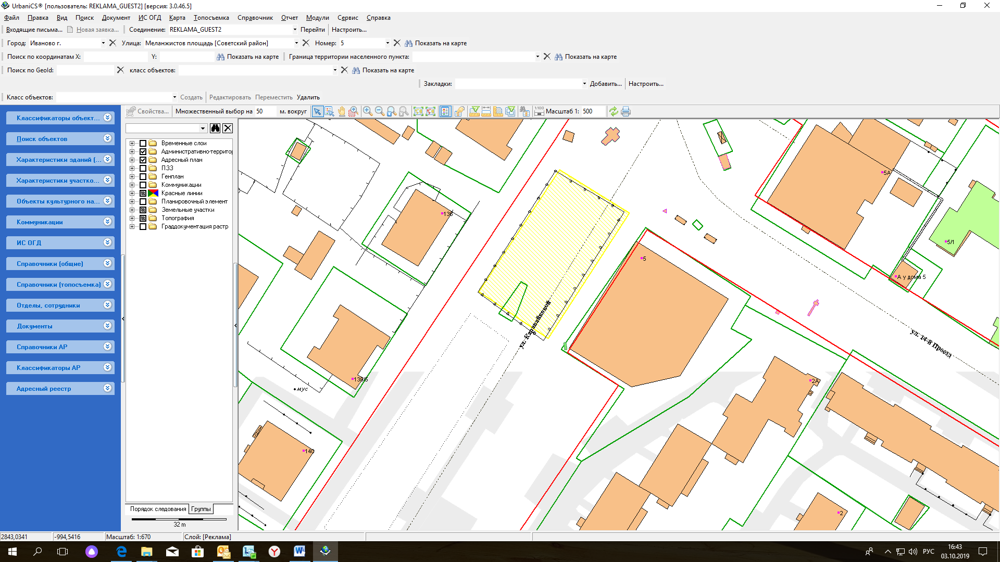 UrbaniCS® [пользователь: REKLAMA_GUEST2] [версия: 3.0.46.5]
Файл Правка Вид Поиск Документ ИС ОГД Карта Топосъемка Справочник Отчет Модули Сервис Справка
Входящие письма... Новая заявка... Соединение: REKLAMA_GUEST2 Перейти Настроить...
Город: Иваново г. Улица: Меланжистов площадь [Советский район] Номер: 5 Показать на карте
Поиск по координатам X: Y: Показать на карте Граница территории населенного пункта: Показать на карте
Поиск по GeoId: класс объектов: Показать на карте
Закладки: Добавить... Настроить...
Класс объектов: Создать Редактировать Переместить Удалить
Свойства... Множественный выбор на 50 м. вокруг 1:100 Масштаб 1: 500
Классификаторы объект...
Поиск объектов
Характеристики зданий (...
Характеристики участко...
Объекты культурного на...
Коммуникации
ИС ОГД
Справочники (общие)
Справочники (топосъемка)
Отделы, сотрудники
Документы
Справочники АР
Классификаторы АР
Адресный реестр
Временные слои
Административно-территор
Адресный план
ПЗЗ
Генплан
Коммуникации
Красные линии
Планировочный элемент
Земельные участки
Топография
Граддокументация растр
Порядок следования Группы
32 m
5А
136
5/1
5
А у дома 5
ул. Каравайковой
ул. 14-й Проезд
138/5
мус
2А
140
2
2843,0341 -994,5416 Масштаб: 1:670 Слой: [Реклама]
РУС
16:43
03.10.2019